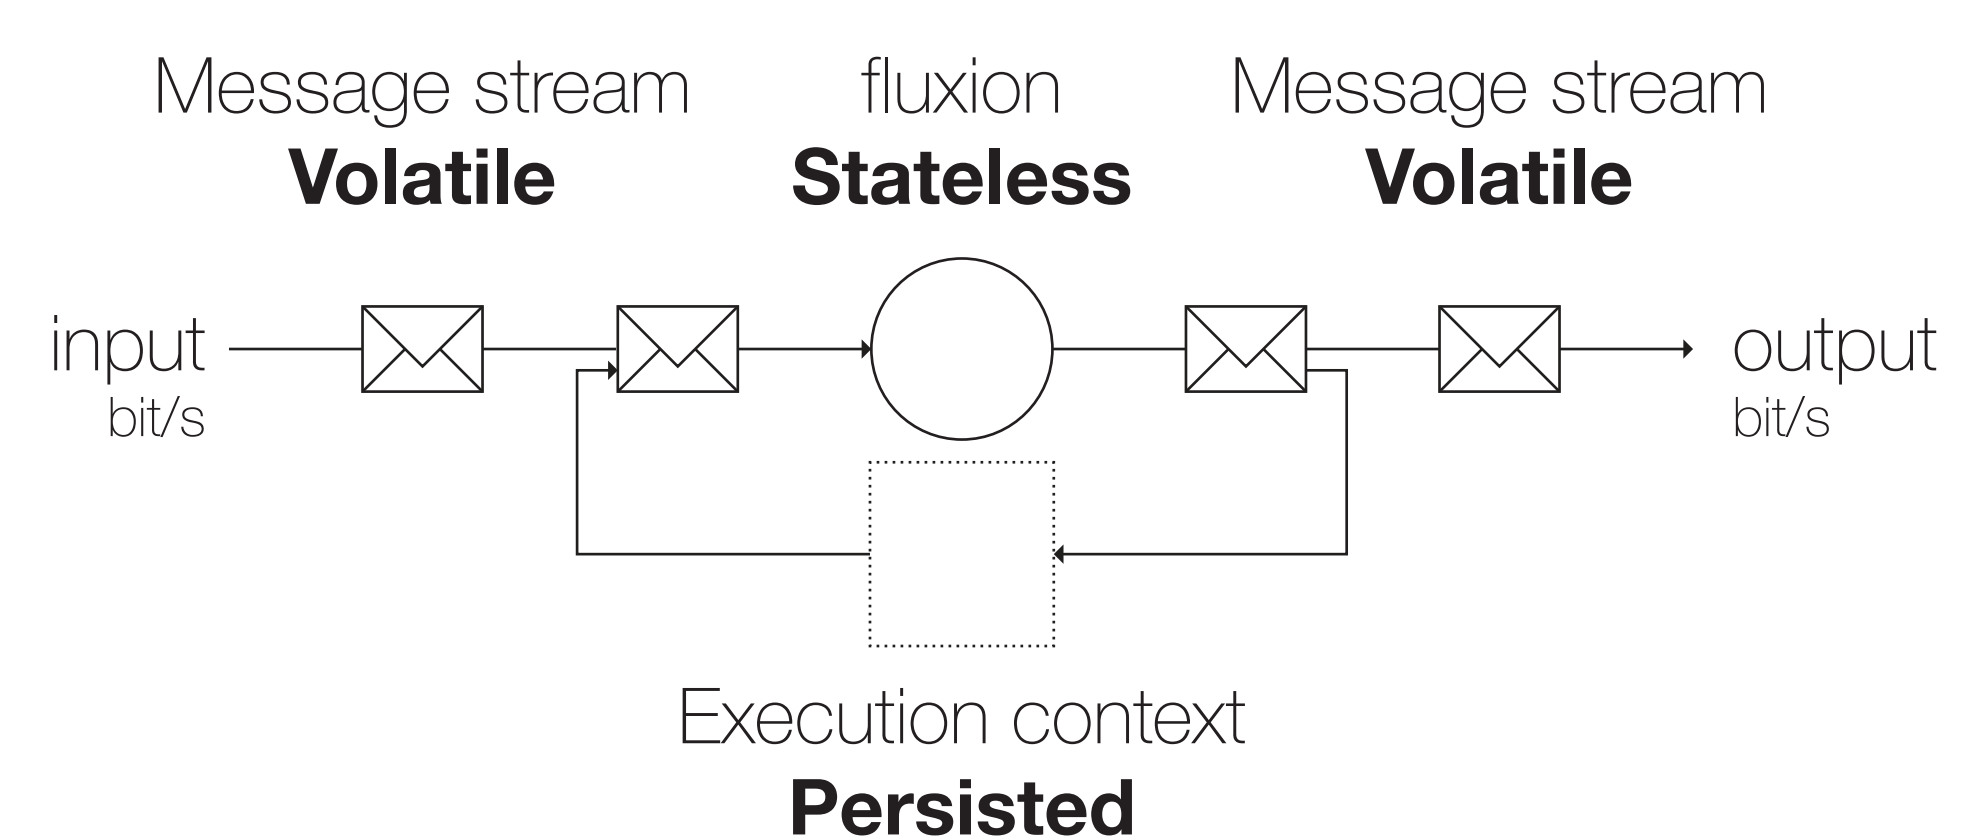 Message stream
Volatile
fluxion
Stateless
Message stream
Volatile
input
bit/s
output
bit/s
Execution context
Persisted